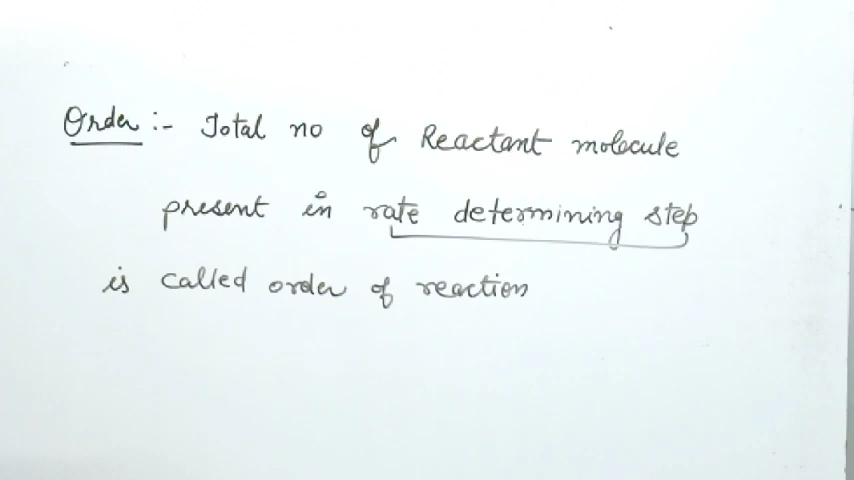 Order :- Total no of Reactant molecule
present in rate determining step
is called order of reaction